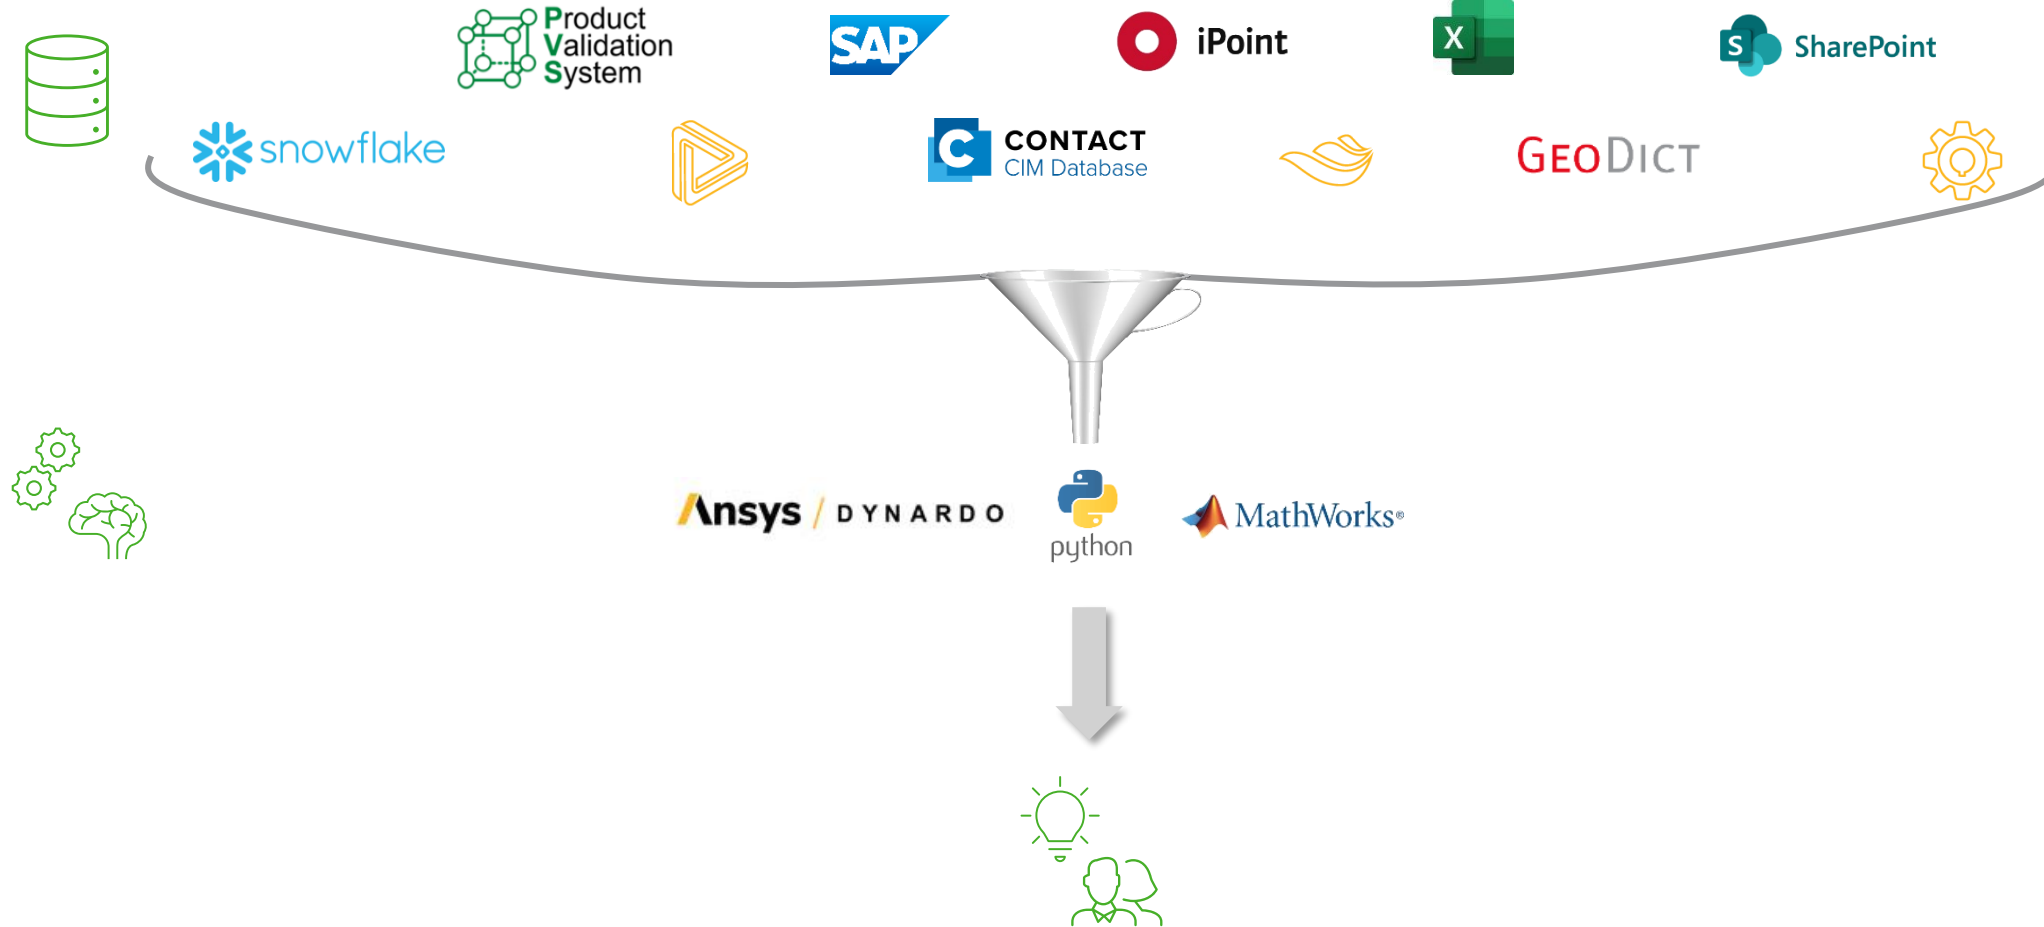 Product
Validation
System
SAP
iPoint
X
S
SharePoint
snowflake
C
CONTACT
CIM Database
GEODICT
Ansys / DYNARDO
python
MathWorks®